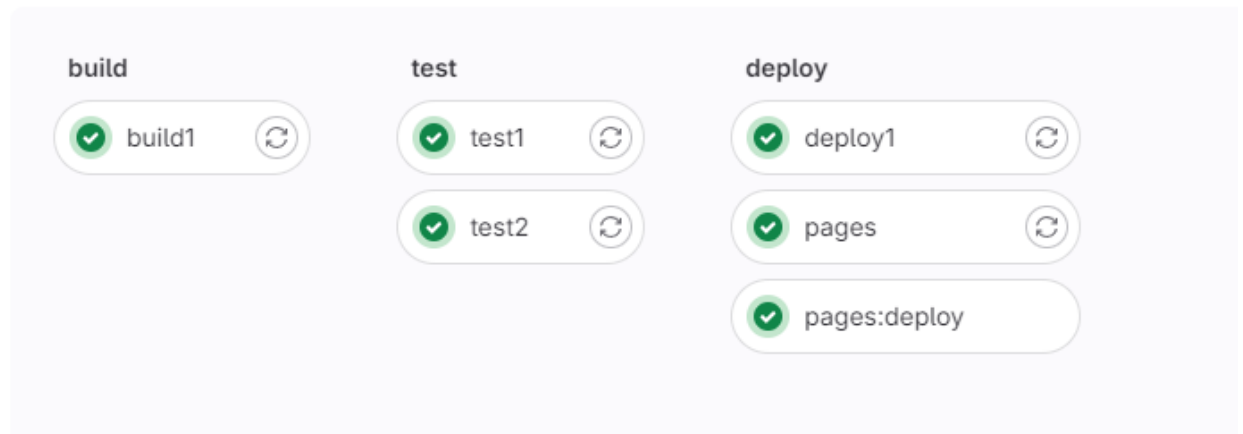 build
build1
test
test1
test2
deploy
deploy1
pages
pages:deploy